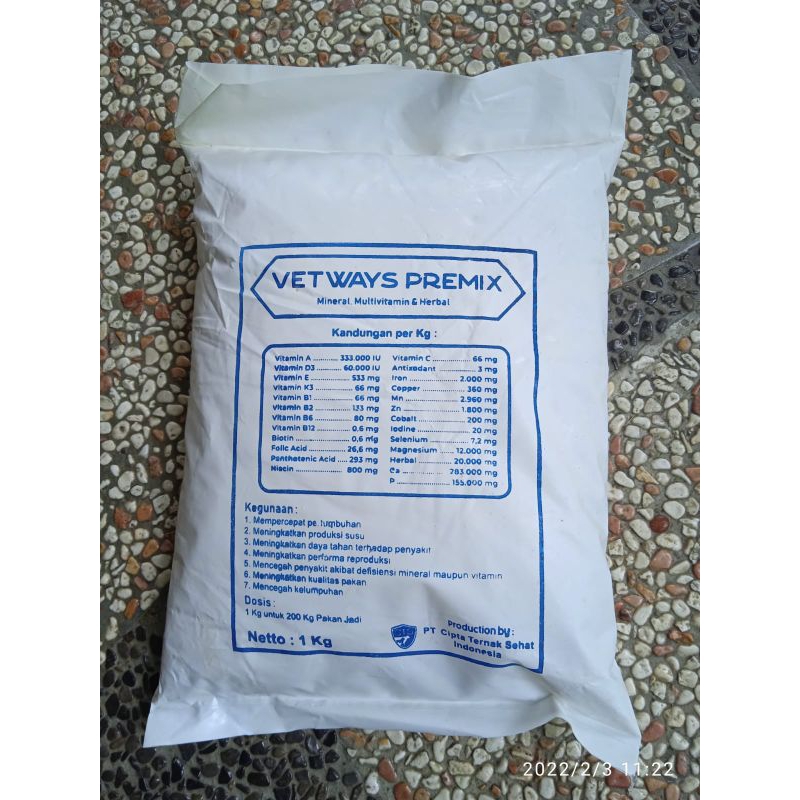 VETWAYS PREMIX
Mineral, Multivitamin & Herbal
Kandungan per Kg :
Vitamin A ........... 333.000 IU
Vitamin D3 .......... 60.000 IU
Vitamin E .............. 533 mg
Vitamin K3 ............. 66 mg
Vitamin B1 .............. 66 mg
Vitamin B2 ............. 133 mg
Vitamin B6 ............. 80 mg
Vitamin B12 ........... 0,6 mg
Biotin ...................... 0,6 mg
Folic Acid ............. 26,6 mg
Panthotenic Acid .... 293 mg
Niacin .................... 800 mg
Vitamin C ................ 66 mg
Antixodant ............... 3 mg
Iron ....................... 2.000 mg
Copper .................. 360 mg
Mn ....................... 2.960 mg
Zn ........................ 1.800 mg
Cobalt .................. 200 mg
Iodine ..................... 20 mg
Selenium ................ 7,2 mg
Magnesium .... 12.000 mg
Herbal ............. 20.000 mg
Ca .................. 283.000 mg
P .................... 155.000 mg
Kegunaan :
1. Mempercepat pe. tumbuhan
2. Meningkatkan produksi susu
3. Meningkatkan daya tahan terhadap penyakit
4. Meningkatkan performa reproduksi
5. Mencegah penyakit akibat defisiensi mineral maupun vitamin
6. Meningkatkan kualitas pakan
7. Mencegah kelumpuhan
Dosis :
1 Kg untuk 200 Kg Pakan Jadi
Netto : 1 Kg
Production by :
PT Cipta Ternak Sehat
Indonesia
2022/2/3 11:22